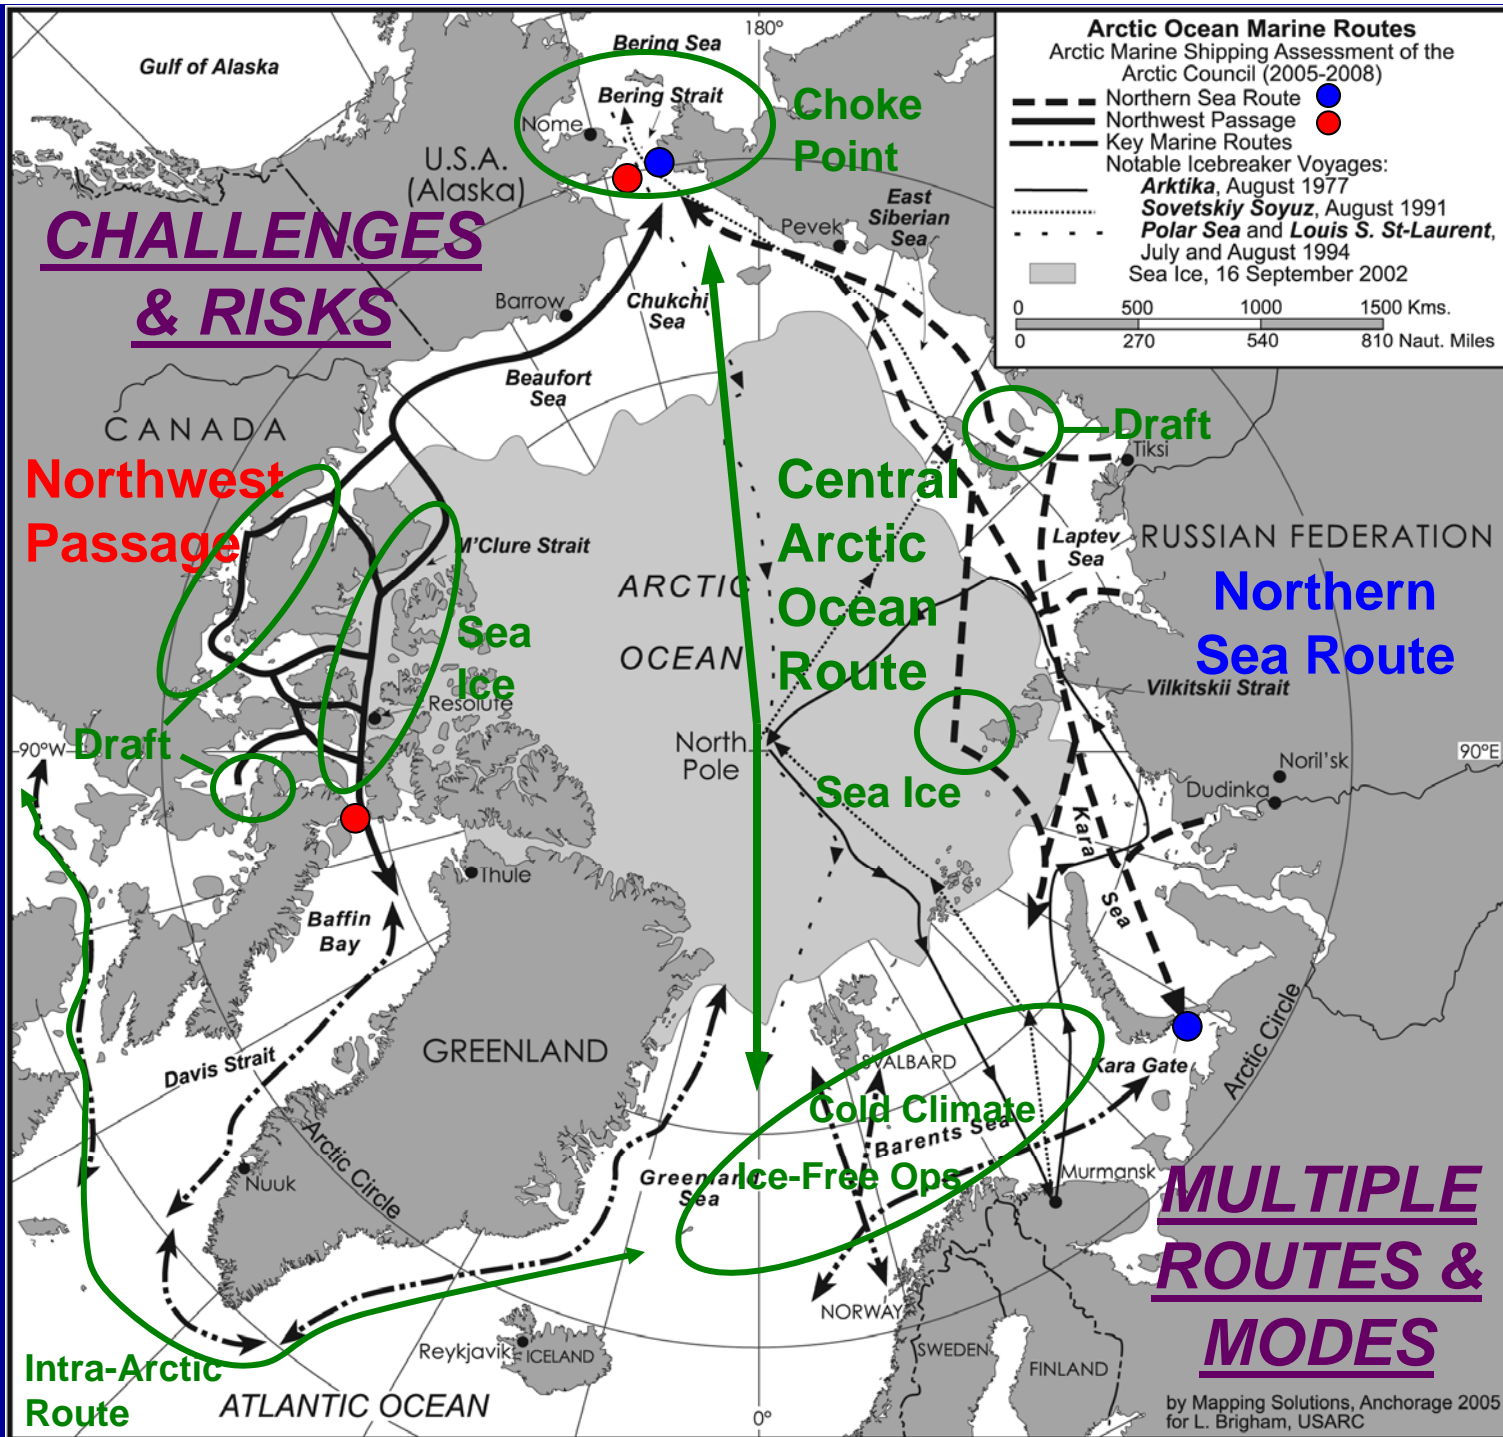 Arctic Ocean Marine Routes
Arctic Marine Shipping Assessment of the
Arctic Council (2005-2008)
Northern Sea Route
Northwest Passage
Key Marine Routes
Notable Icebreaker Voyages:
Arktika, August 1977
Sovetskiy Soyuz, August 1991
Polar Sea and Louis S. St-Laurent,
July and August 1994
Sea Ice, 16 September 2002
0 500 1000 1500 Kms.
0 270 540 810 Naut. Miles
180°
Bering Sea
Gulf of Alaska
Bering Strait
Nome
Choke
Point
U.S.A.
(Alaska)
CHALLENGES
& RISKS
East
Siberian
Sea
Pevek
Barrow
Chukchi
Sea
Beaufort
Sea
CANADA
Northwest
Passage
Draft
Tiksi
Central
Arctic
Ocean
Route
M'Clure Strait
ARCTIC
OCEAN
Laptev
Sea
RUSSIAN FEDERATION
Northern
Sea Route
Sea
Ice
Resolute
Vilkitskii Strait
Draft
90°W
North
Pole
90°E
Noril'sk
Dudinka
Sea Ice
Kara
Sea
Thule
Baffin
Bay
Davis Strait
GREENLAND
SVALBARD
Kara Gate
Arctic Circle
Cold Climate
Barents Sea
Arctic Circle
Nuuk
Greenland
Sea
Ice-Free Ops
Murmansk
MULTIPLE
ROUTES &
MODES
NORWAY
Reykjavik
ICELAND
SWEDEN
FINLAND
Intra-Arctic
Route
ATLANTIC OCEAN
0°
by Mapping Solutions, Anchorage 2005
for L. Brigham, USARC